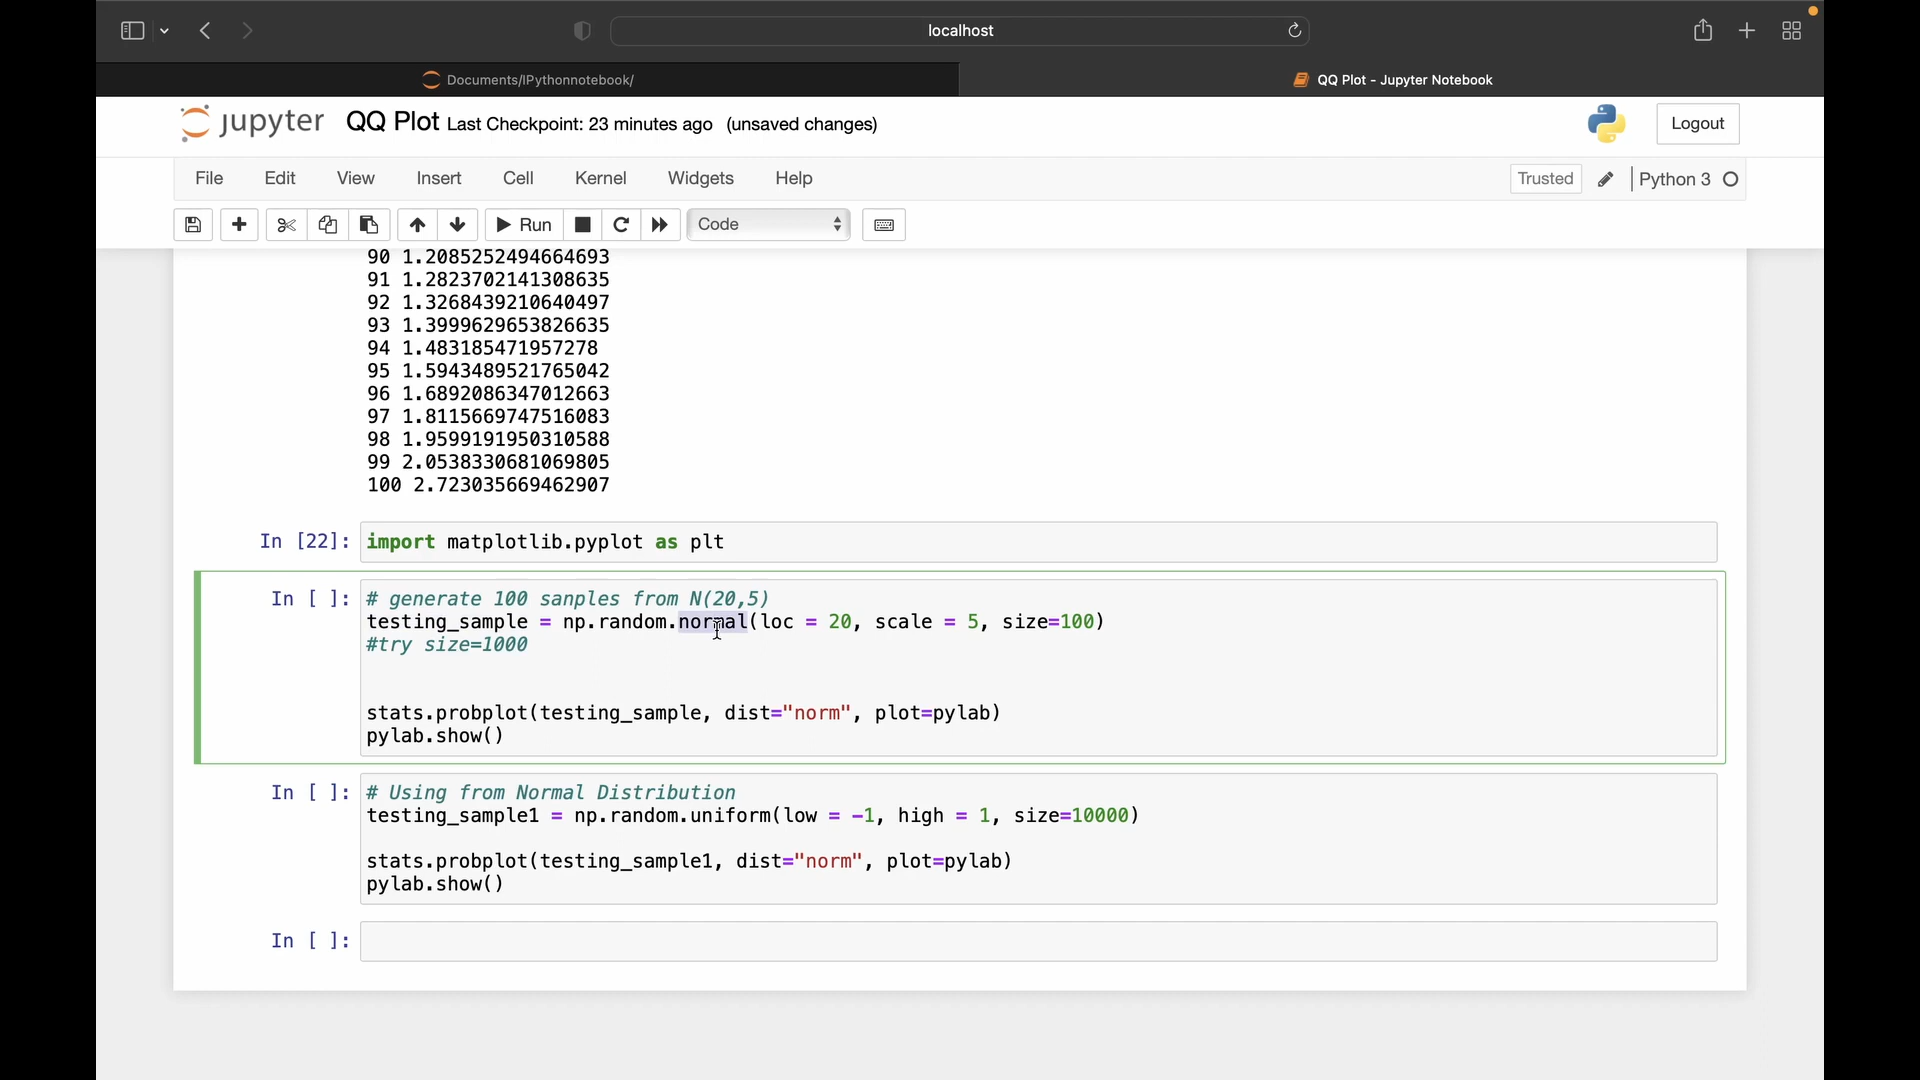 localhost
Documents/IPythonnotebook/
QQ Plot - Jupyter Notebook
jupyter QQ Plot Last Checkpoint: 23 minutes ago (unsaved changes)
Logout
File Edit View Insert Cell Kernel Widgets Help
Trusted
Python 3
Run
Code
90 1.2085252494664693
91 1.2823702141308635
92 1.3268439210640497
93 1.3999629653826635
94 1.483185471957278
95 1.5943489521765042
96 1.6892086347012663
97 1.8115669747516083
98 1.9599191950310588
99 2.0538330681069805
100 2.723035669462907
In [22]: import matplotlib.pyplot as plt
In [ ]: # generate 100 sanples from N(20,5)
testing_sample = np.random.normal(loc = 20, scale = 5, size=100)
#try size=1000
stats.probplot(testing_sample, dist="norm", plot=pylab)
pylab.show()
In [ ]: # Using from Normal Distribution
testing_sample1 = np.random.uniform(low = -1, high = 1, size=10000)
stats.probplot(testing_sample1, dist="norm", plot=pylab)
pylab.show()
In [ ]: